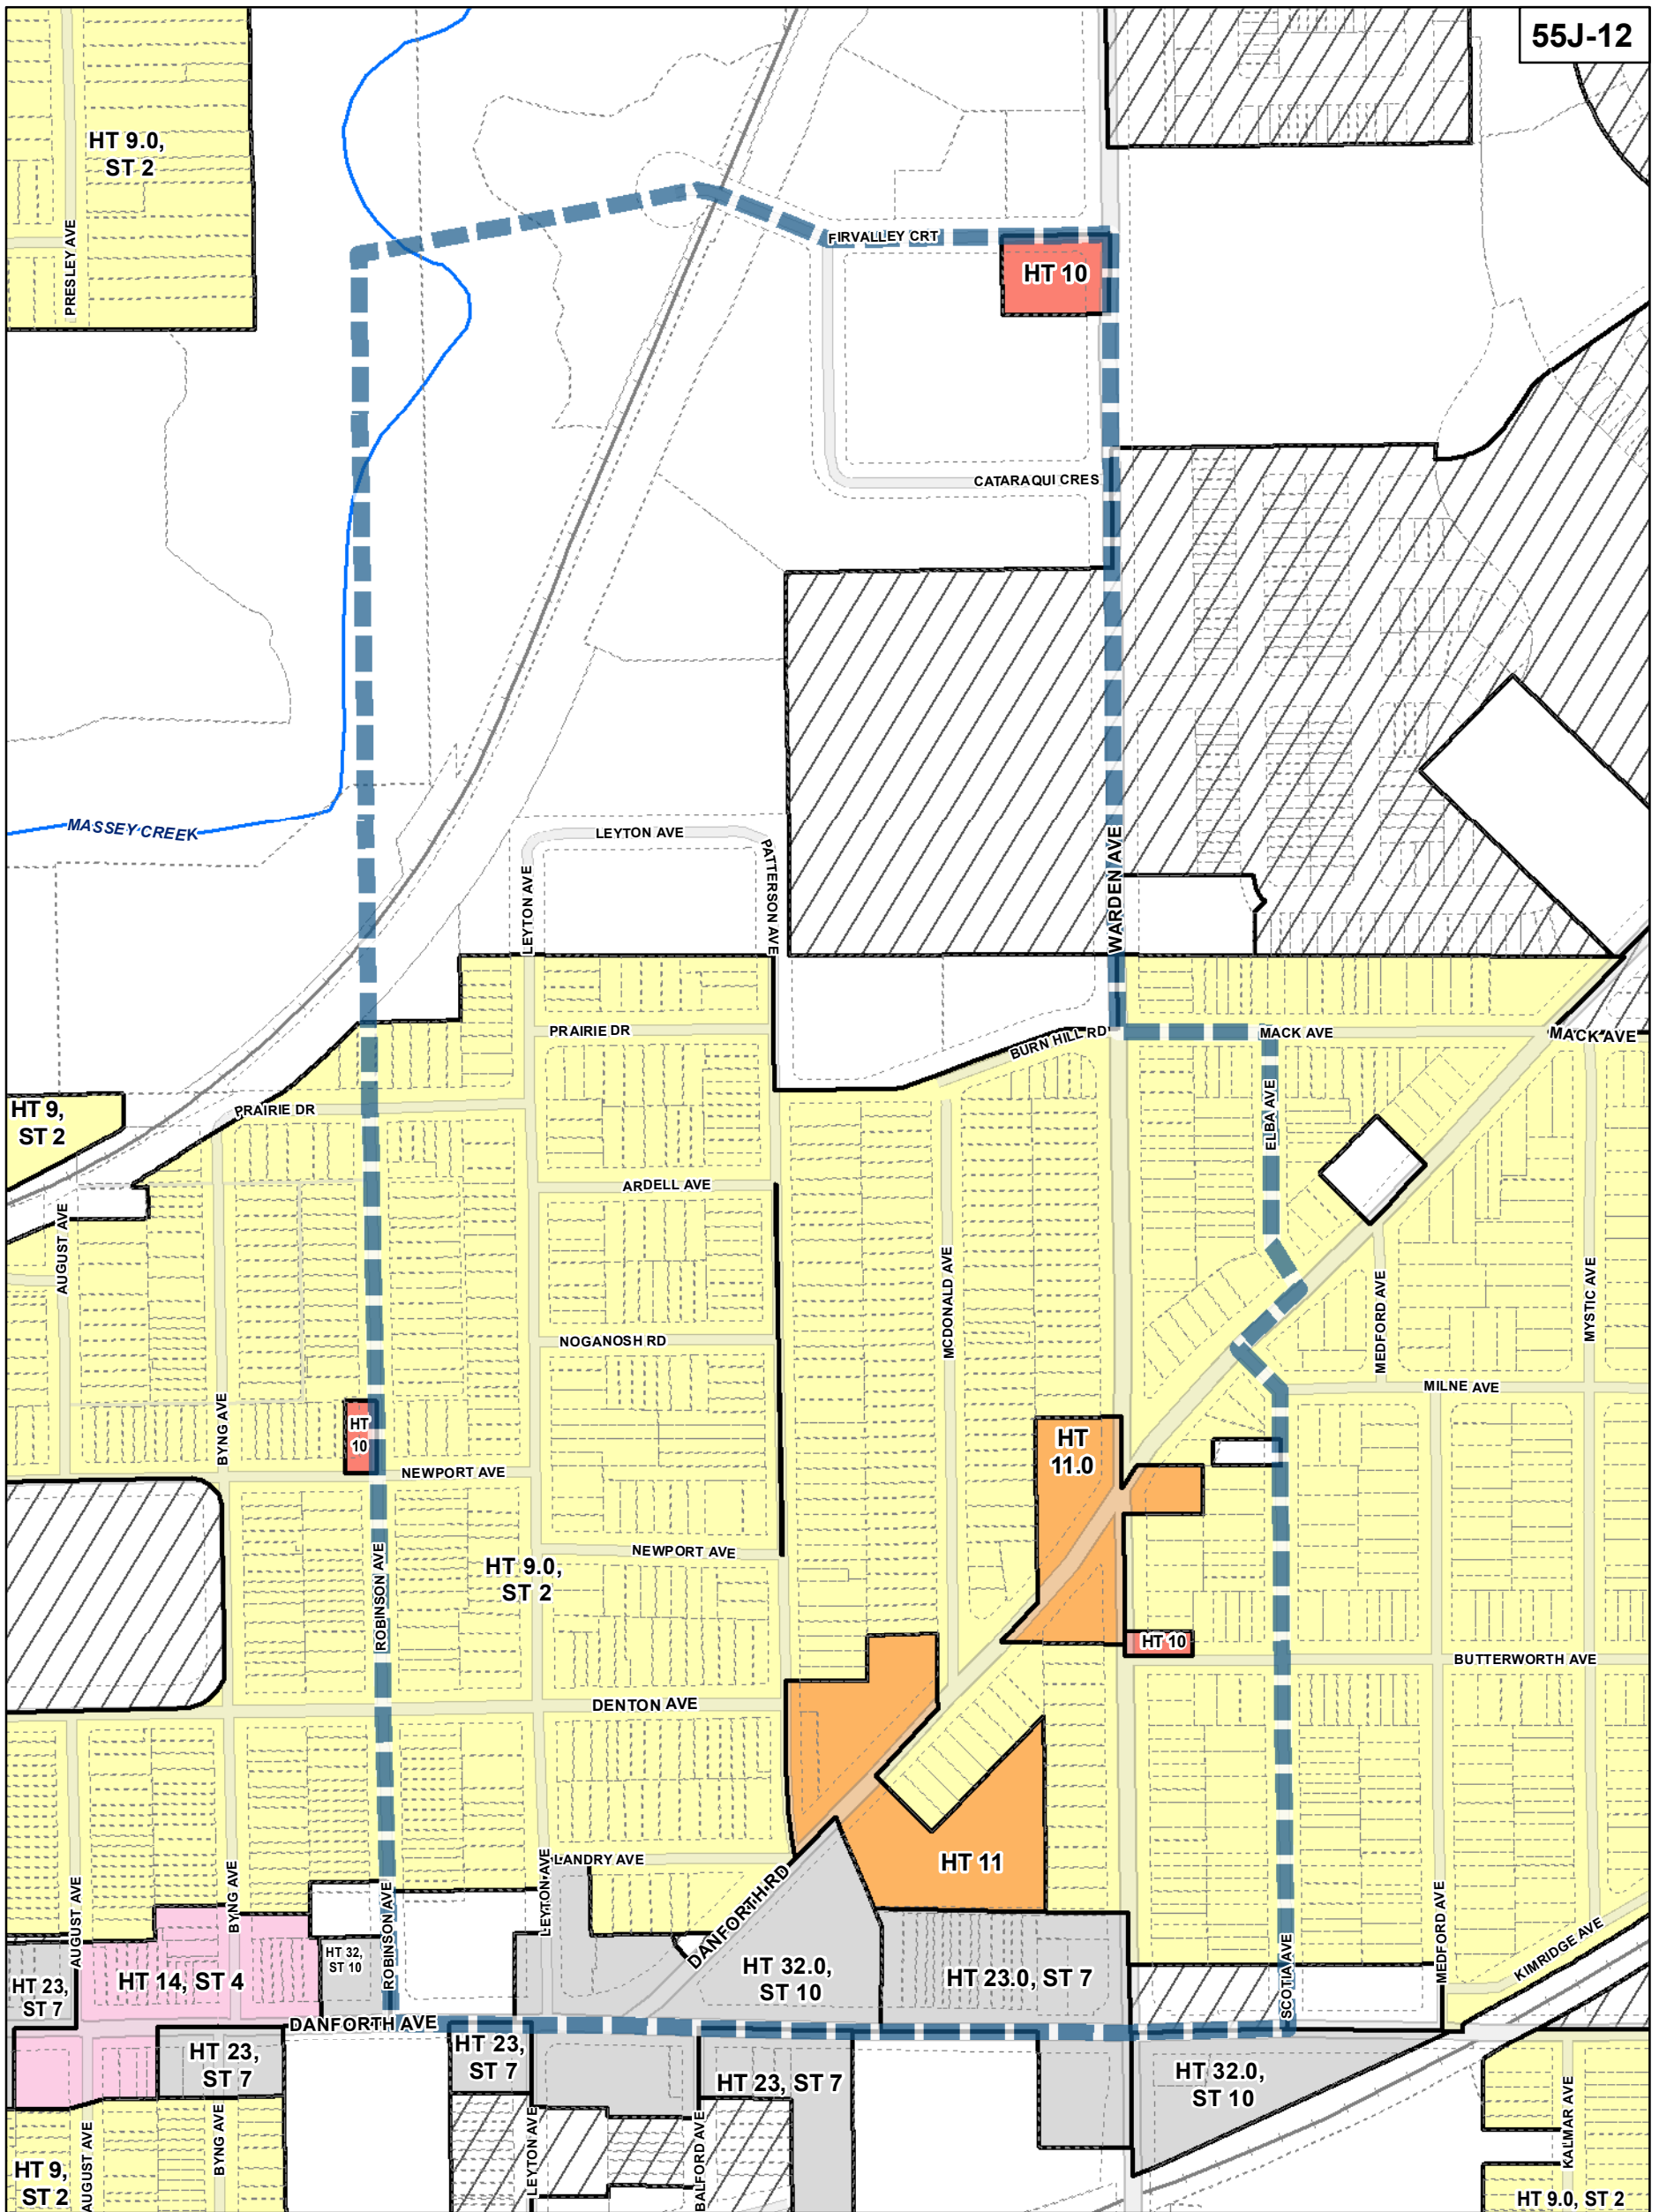 55J-12
HT 9.0,
ST 2
PRESLEY AVE
FIRVALLEY CRT
HT 10
CATARAQUI CRES
MASSEY CREEK
LEYTON AVE
LEYTON AVE
PATTERSON AVE
WARDEN AVE
PRAIRIE DR
BURN HILL RD
MACK AVE
MACK AVE
HT 9,
ST 2
PRAIRIE DR
ELBA AVE
ARDELL AVE
AUGUST AVE
MCDONALD AVE
MEDFORD AVE
MYSTIC AVE
NOGANOSH RD
MILNE AVE
BYNG AVE
HT
10
HT
11.0
NEWPORT AVE
NEWPORT AVE
ROBINSON AVE
HT 9.0,
ST 2
HT 10
BUTTERWORTH AVE
DENTON AVE
LANDRY AVE
HT 11
LEYTON AVE
DANFORTH RD
AUGUST AVE
BYNG AVE
ROBINSON AVE
MEDFORD AVE
KIMRIDGE AVE
SCOTIA AVE
HT 23,
ST 7
HT 14, ST 4
HT 32,
ST 10
HT 32.0,
ST 10
HT 23.0, ST 7
DANFORTH AVE
HT 23,
ST 7
HT 23,
ST 7
HT 23, ST 7
HT 32.0,
ST 10
HT 9,
ST 2
AUGUST AVE
BYNG AVE
LEYTON AVE
BALFORD AVE
KALMAR AVE
HT 9.0, ST 2